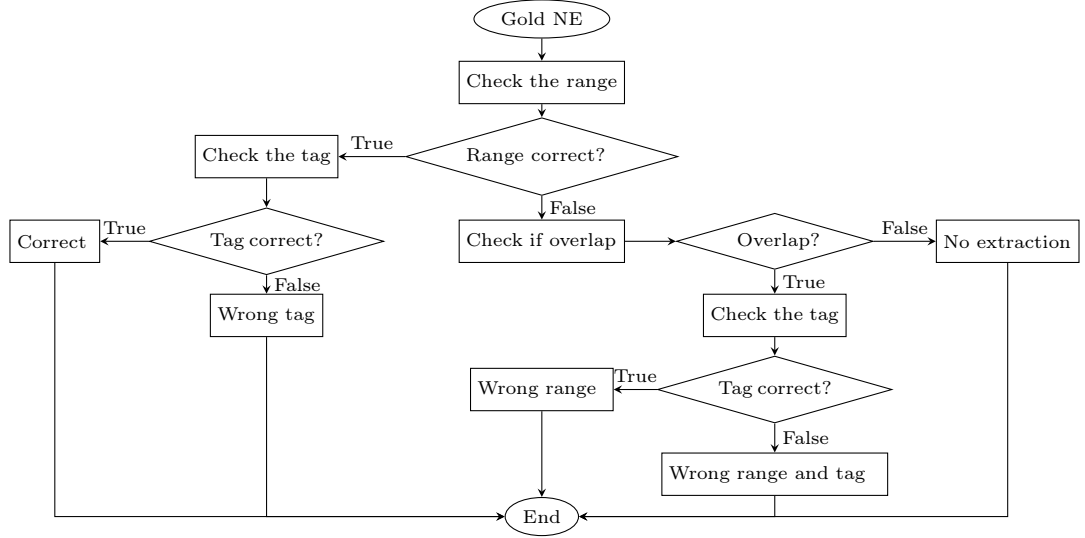 Gold NE
Check the range
Range correct?
True
Check the tag
False
Tag correct?
True
Correct
False
Wrong tag
Check if overlap
Overlap?
False
No extraction
True
Check the tag
Tag correct?
True
Wrong range
False
Wrong range and tag
End